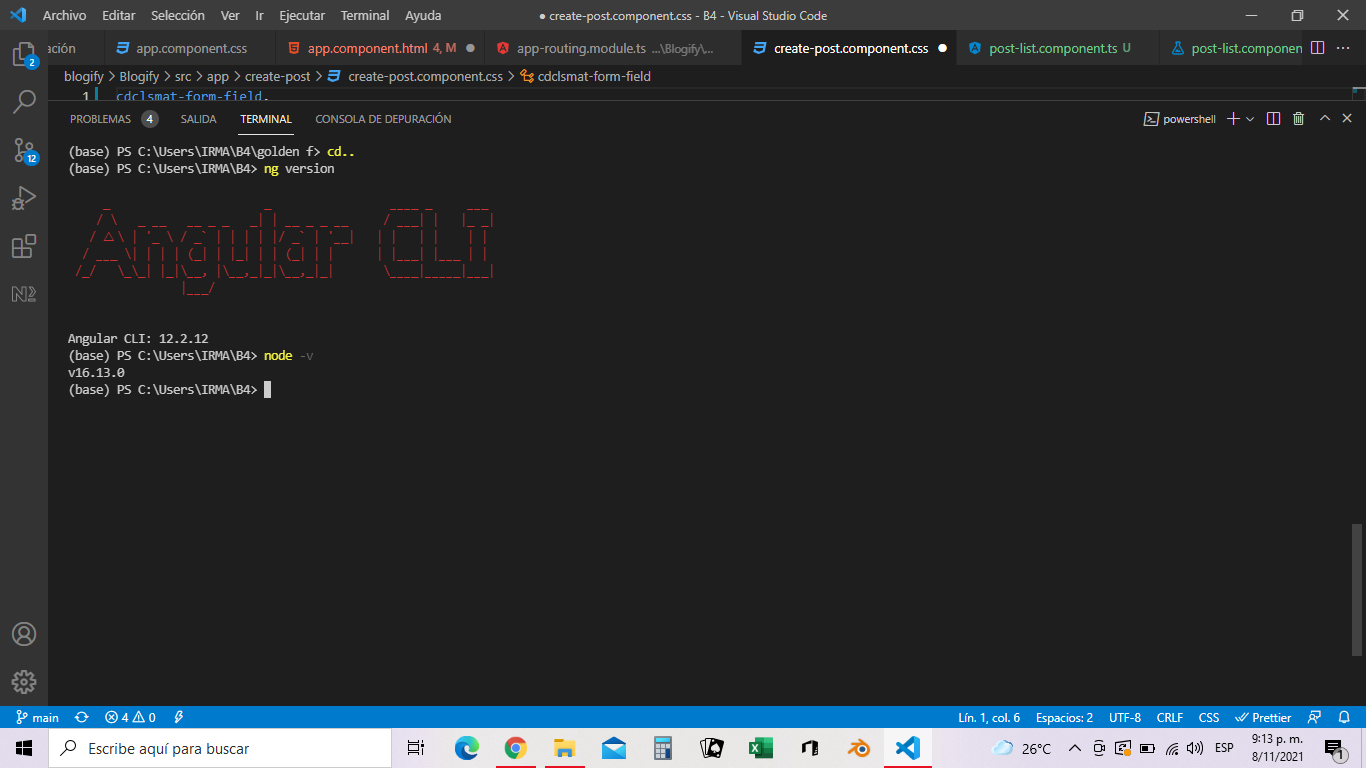 Archivo Editar Selección Ver Ir Ejecutar Terminal Ayuda
● create-post.component.css - B4 - Visual Studio Code
ación app.component.css app.component.html 4, M ● app-routing.module.ts ...\Blogify\... create-post.component.css ● post-list.component.ts U post-list.componen
blogify > Blogify > src > app > create-post > create-post.component.css > cdclsmat-form-field
1 cdclsmat-form-field,
PROBLEMAS 4 SALIDA TERMINAL CONSOLA DE DEPURACIÓN powershell
2
12
(base) PS C:\Users\IRMA\B4\golden f> cd..
(base) PS C:\Users\IRMA\B4> ng version
Angular CLI
Angular CLI: 12.2.12
(base) PS C:\Users\IRMA\B4> node -v
v16.13.0
(base) PS C:\Users\IRMA\B4>
main 4 0 Lín. 1, col. 6 Espacios: 2 UTF-8 CRLF CSS Prettier
Escribe aquí para buscar 26°C ESP 9:13 p. m. 1
8/11/2021